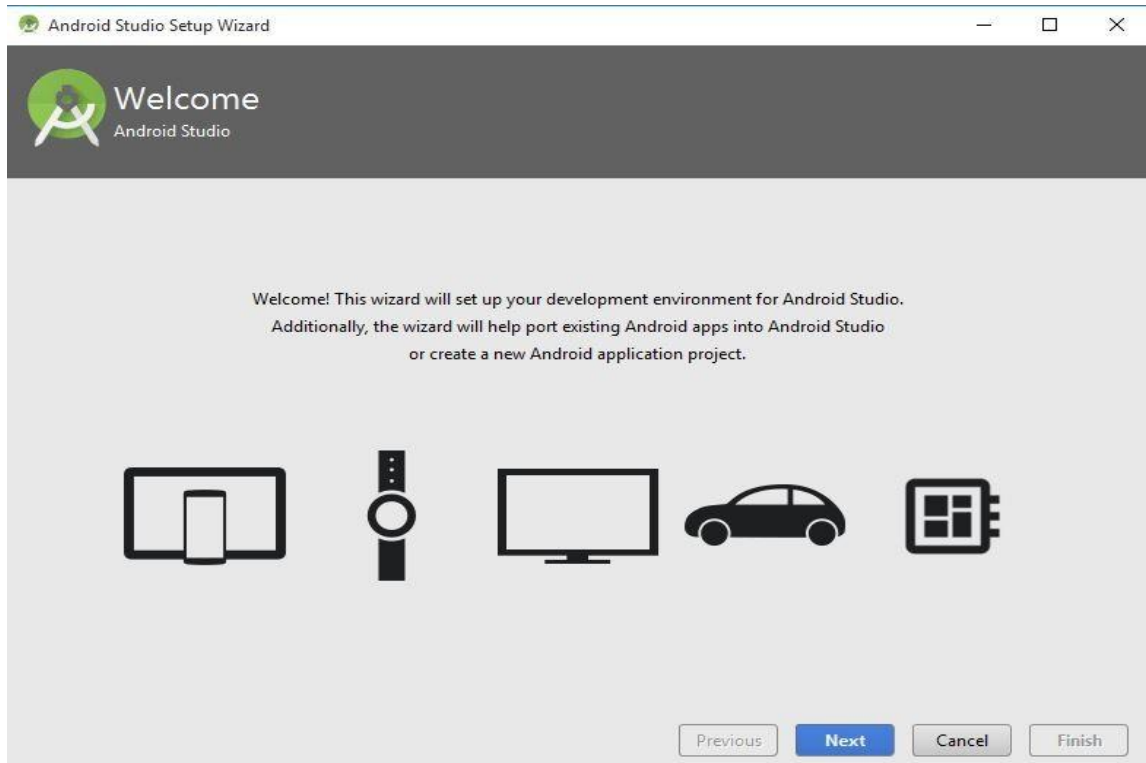 Android Studio Setup Wizard
Welcome
Android Studio
Welcome! This wizard will set up your development environment for Android Studio.
Additionally, the wizard will help port existing Android apps into Android Studio
or create a new Android application project.
Previous Next Cancel Finish